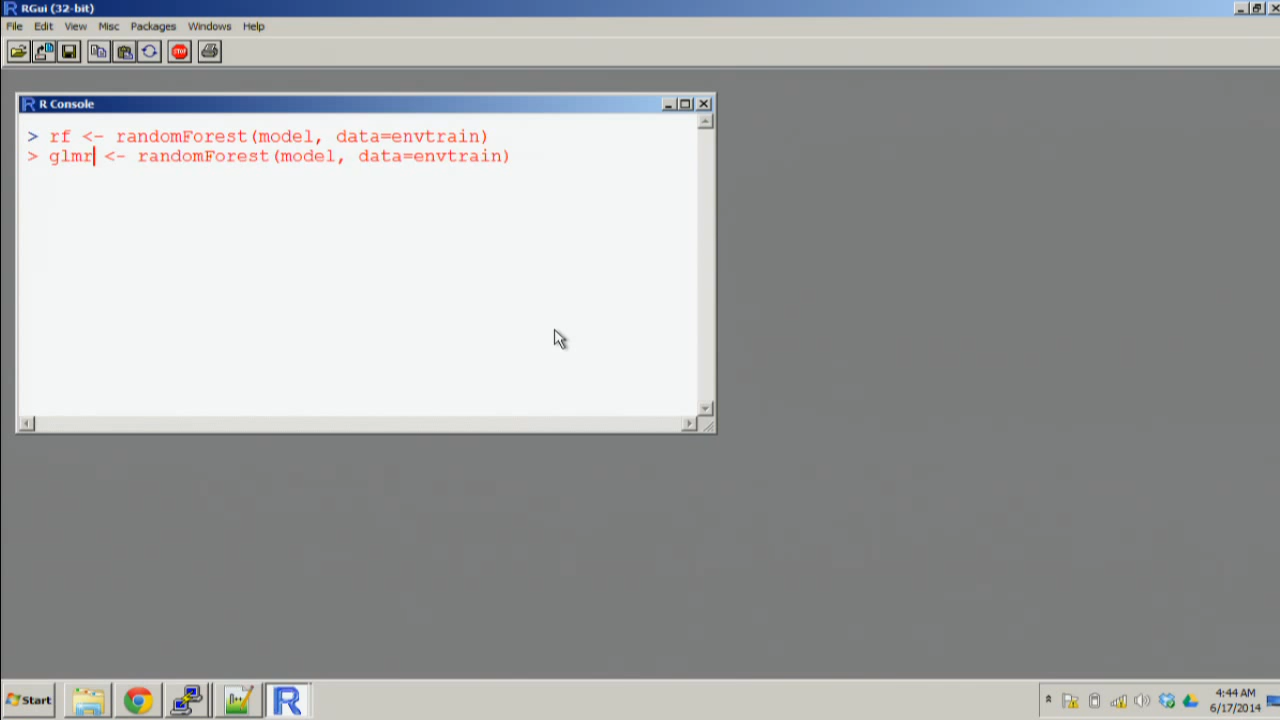 RGui (32-bit)
File Edit View Misc Packages Windows Help
STOP
R Console
> rf <- randomForest(model, data=envtrain)
> glmr <- randomForest(model, data=envtrain)
Start
4:44 AM
6/17/2014